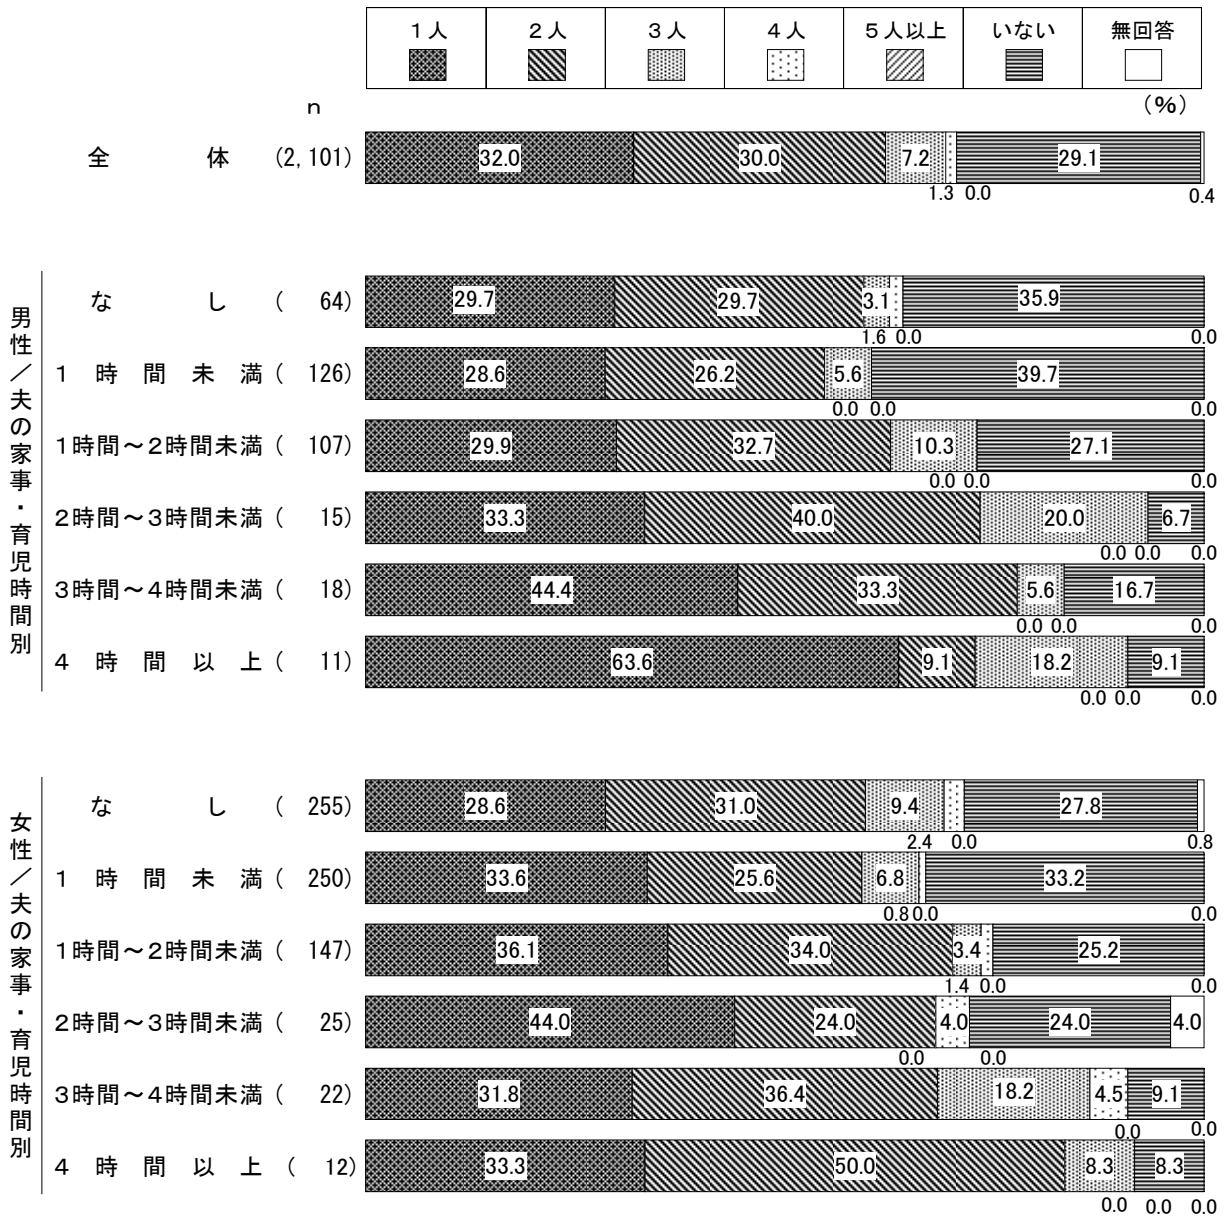 １人 ２人 ３人 ４人 ５人以上 いない 無回答
n （％）
全体 (2,101) 32.0 30.0 7.2 29.1
1.3 0.0 0.4
男性／夫の家事・育児時間別
なし ( 64) 29.7 29.7 3.1 35.9
1.6 0.0 0.0
１時間未満 ( 126) 28.6 26.2 5.6 39.7
0.0 0.0 0.0
１時間～２時間未満 ( 107) 29.9 32.7 10.3 27.1
0.0 0.0 0.0
２時間～３時間未満 ( 15) 33.3 40.0 20.0 6.7
0.0 0.0 0.0
３時間～４時間未満 ( 18) 44.4 33.3 5.6 16.7
0.0 0.0 0.0
４時間以上 ( 11) 63.6 9.1 18.2 9.1
0.0 0.0 0.0
女性／夫の家事・育児時間別
なし ( 255) 28.6 31.0 9.4 27.8
2.4 0.0 0.8
１時間未満 ( 250) 33.6 25.6 6.8 33.2
0.8 0.0 0.0
１時間～２時間未満 ( 147) 36.1 34.0 3.4 25.2
1.4 0.0 0.0
２時間～３時間未満 ( 25) 44.0 24.0 4.0 24.0 4.0
0.0 0.0
３時間～４時間未満 ( 22) 31.8 36.4 18.2 4.5 9.1
0.0 0.0
４時間以上 ( 12) 33.3 50.0 8.3 8.3
0.0 0.0 0.0